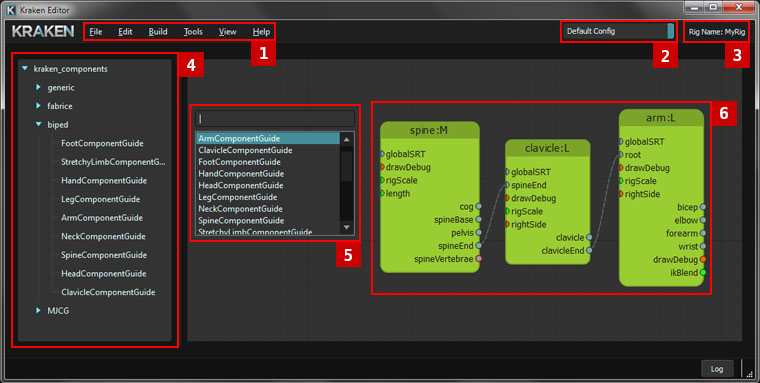 Kraken Editor
KRAKEN
File Edit Build Tools View Help
Default Config
Rig Name: MyRig
1
2
3
4
kraken_components
generic
fabrice
biped
FootComponentGuide
StretchyLimbComponentG...
HandComponentGuide
LegComponentGuide
ArmComponentGuide
NeckComponentGuide
SpineComponentGuide
HeadComponentGuide
ClavicleComponentGuide
MJCG
ArmComponentGuide
ClavicleComponentGuide
FootComponentGuide
HandComponentGuide
HeadComponentGuide
LegComponentGuide
NeckComponentGuide
SpineComponentGuide
StretchyLimbComponentGuide
5
6
spine:M
globalSRT
drawDebug
rigScale
length
cog
spineBase
pelvis
spineEnd
spineVertebrae
clavicle:L
globalSRT
spineEnd
drawDebug
rigScale
rightSide
clavicle
clavicleEnd
arm:L
globalSRT
root
drawDebug
rigScale
rightSide
bicep
elbow
forearm
wrist
drawDebug
ikBlend
Log